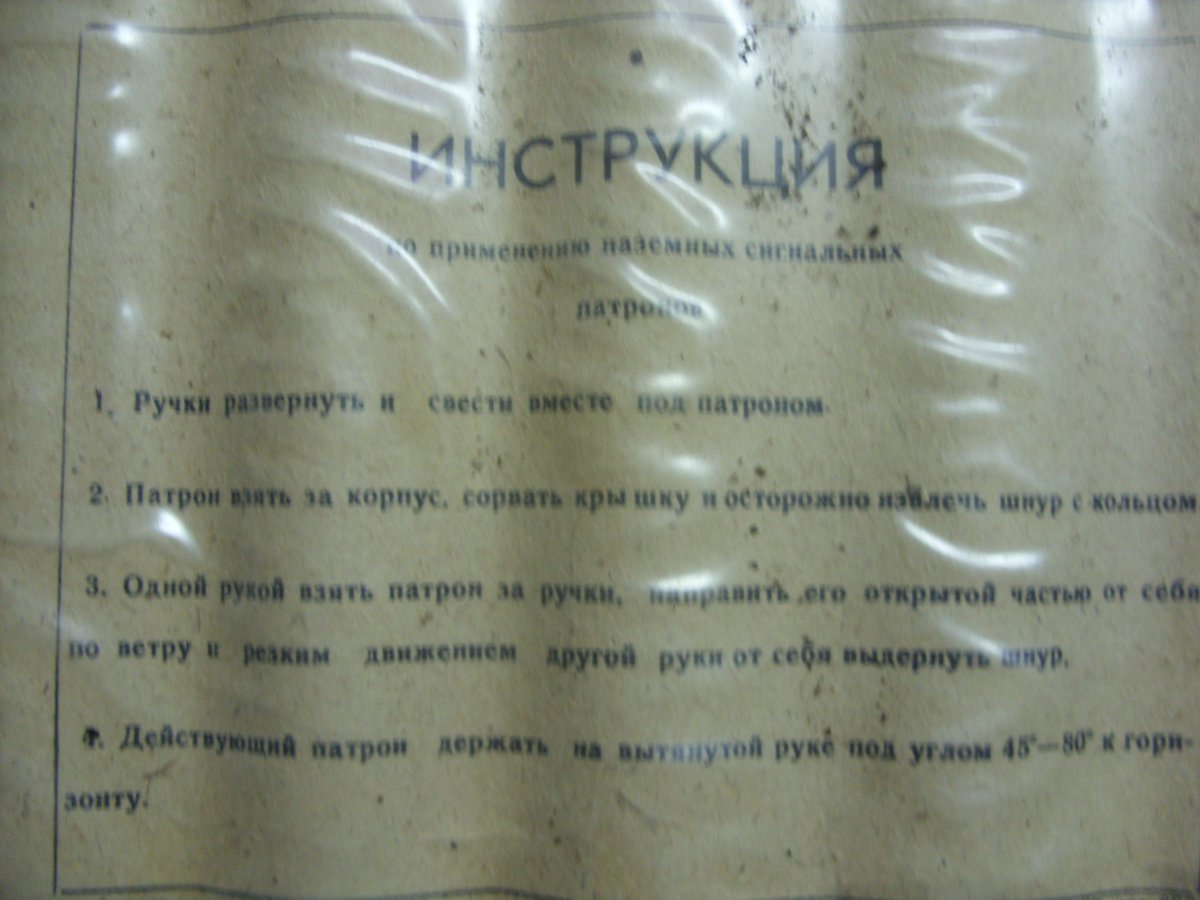 ИНСТРУКЦИЯ
по применению наземных сигнальных
патронов
1. Ручки развернуть и свести вместе под патроном.
2. Патрон взять за корпус, сорвать крышку и осторожно извлечь шнур с кольцом
3. Одной рукой взять патрон за ручки, направить его открытой частью от себя
по ветру и резким движением другой руки от себя выдернуть шнур.
4. Действующий патрон держать на вытянутой руке под углом 45°—80° к гори-
зонту.